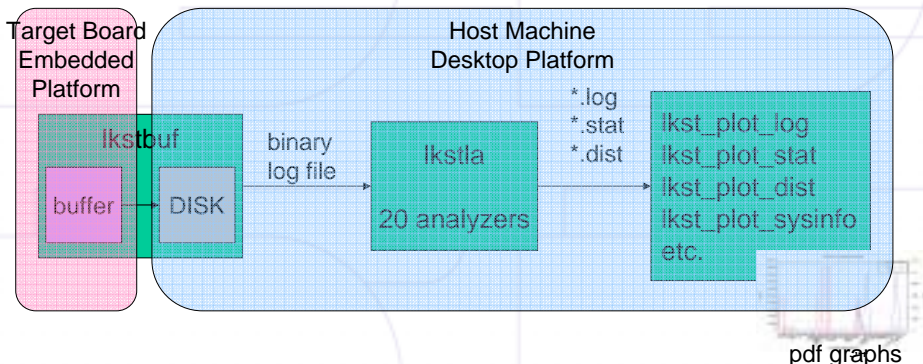 Target Board
Embedded
Platform
Host Machine
Desktop Platform
lkstbuf
buffer
DISK
binary
log file
lkstla
20 analyzers
*.log
*.stat
*.dist
lkst_plot_log
lkst_plot_stat
lkst_plot_dist
lkst_plot_sysinfo
etc.
pdf graphs